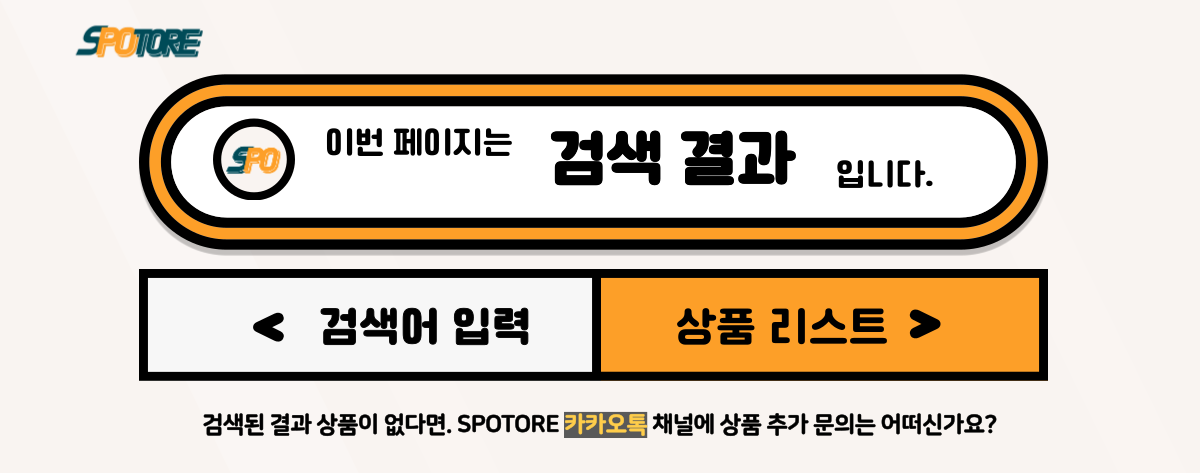 SPOTORE
SPO 이번 페이지는 검색 결과 입니다.
< 검색어 입력 상품 리스트 >
검색된 결과 상품이 없다면. SPOTORE 카카오톡 채널에 상품 추가 문의는 어떠신가요?